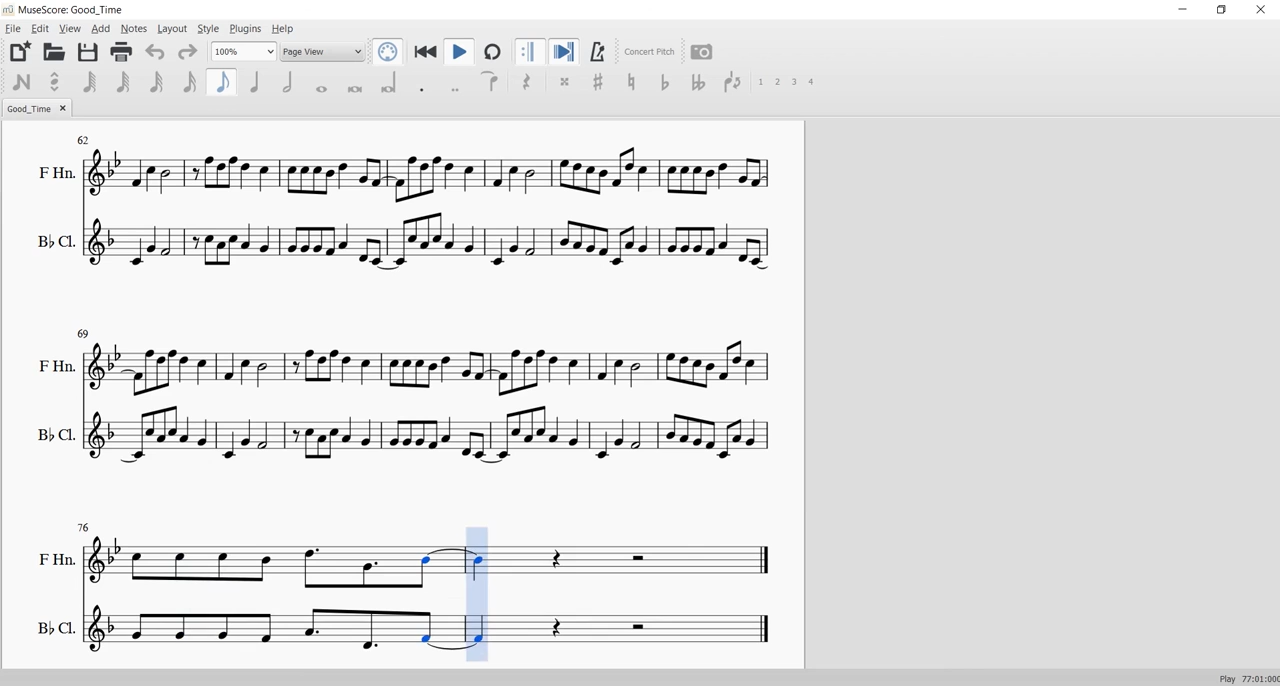 MuseScore: Good_Time
File Edit View Add Notes Layout Style Plugins Help
100% Page View Concert Pitch
1 2 3 4
Good_Time
62
F Hn.
B♭ Cl.
69
F Hn.
B♭ Cl.
76
F Hn.
B♭ Cl.
Play 77:01:000